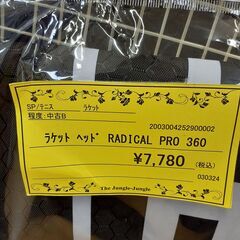 SP/テニス ラケット
程度:中古B
2003004252900002
ラケット ヘッド RADICAL PRO 360
¥7,780 (税込)
030324
The Jungle-Jungle